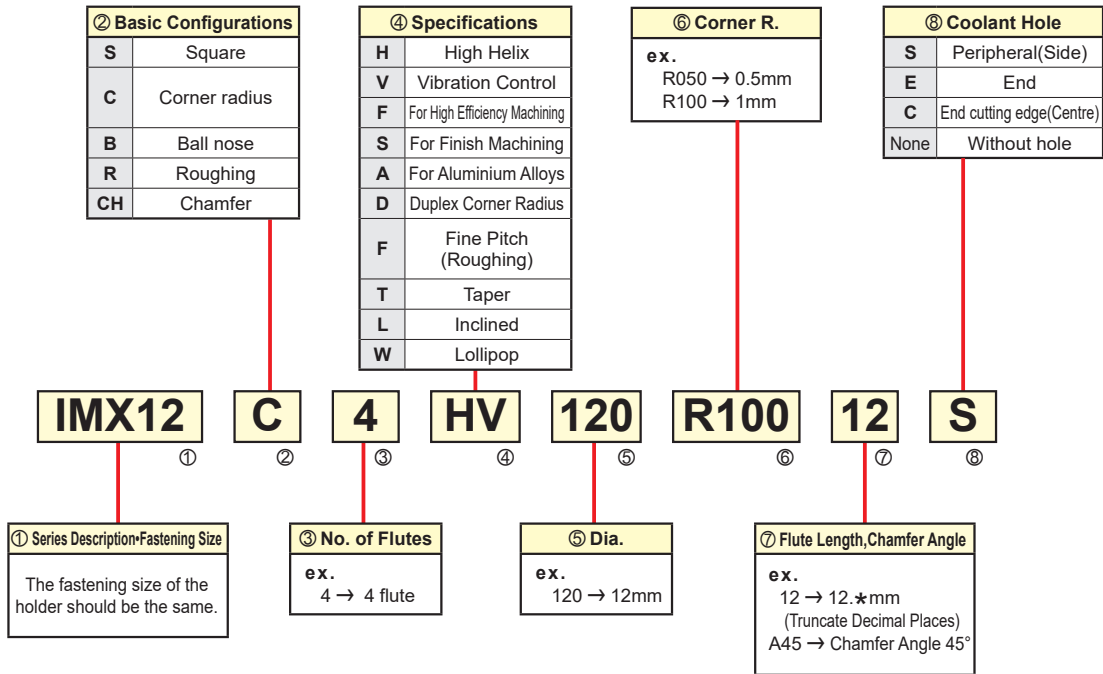 ② Basic Configurations
S Square
C Corner radius
B Ball nose
R Roughing
CH Chamfer
④ Specifications
H High Helix
V Vibration Control
F For High Efficiency Machining
S For Finish Machining
A For Aluminium Alloys
D Duplex Corner Radius
F Fine Pitch
(Roughing)
T Taper
L Inclined
W Lollipop
⑥ Corner R.
ex.
R050 → 0.5mm
R100 → 1mm
⑧ Coolant Hole
S Peripheral(Side)
E End
C End cutting edge(Centre)
None Without hole
IMX12 C 4 HV 120 R100 12 S
① ② ③ ④ ⑤ ⑥ ⑦ ⑧
① Series Description•Fastening Size
The fastening size of the
holder should be the same.
③ No. of Flutes
ex.
4 → 4 flute
⑤ Dia.
ex.
120 → 12mm
⑦ Flute Length,Chamfer Angle
ex.
12 → 12.★mm
(Truncate Decimal Places)
A45 → Chamfer Angle 45°